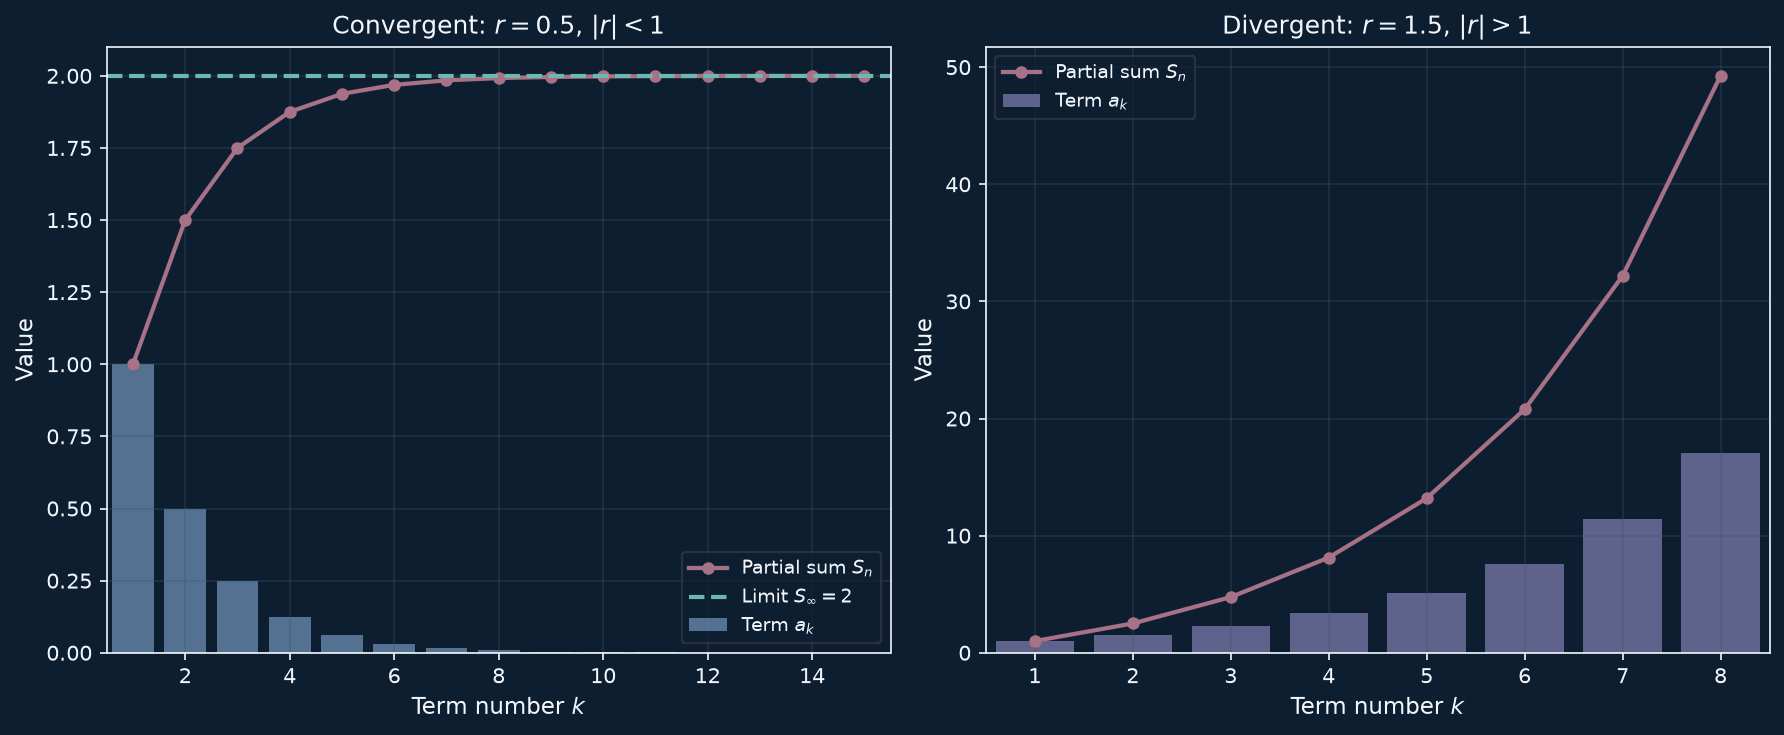 Convergent: r = 0.5, |r| < 1
2.00
1.75
1.50
1.25
1.00
0.75
0.50
0.25
0.00
Value
Partial sum Sₙ
Limit S∞ = 2
Term aₖ
2 4 6 8 10 12 14
Term number k
Divergent: r = 1.5, |r| > 1
50
40
30
20
10
0
Value
Partial sum Sₙ
Term aₖ
1 2 3 4 5 6 7 8
Term number k